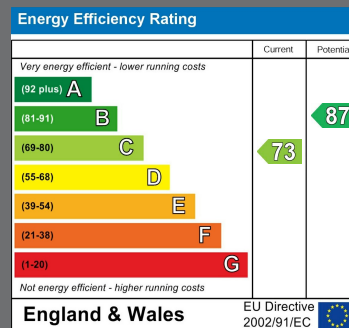 Energy Efficiency Rating
Current
Potentia
Very energy efficient - lower running costs
(92 plus) A
(81-91) B
87
(69-80) C
73
(55-68) D
(39-54) E
(21-38) F
(1-20) G
Not energy efficient - higher running costs
England & Wales
EU Directive
2002/91/EC